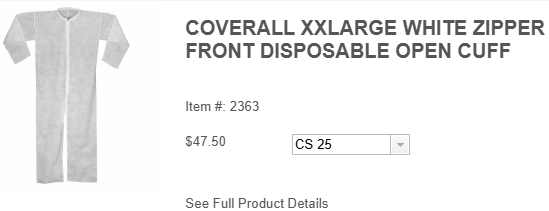 COVERALL XXLARGE WHITE ZIPPER
FRONT DISPOSABLE OPEN CUFF
Item #: 2363
$47.50
CS 25
See Full Product Details